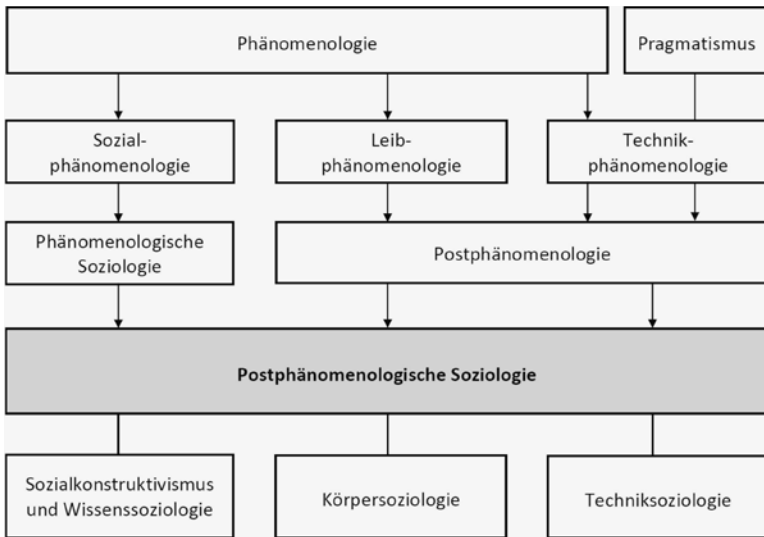 Phänomenologie
Pragmatismus
Sozial-
phänomenologie
Leib-
phänomenologie
Technik-
phänomenologie
Phänomenologische
Soziologie
Postphänomenologie
Postphänomenologische Soziologie
Sozialkonstruktivismus
und Wissenssoziologie
Körpersoziologie
Techniksoziologie